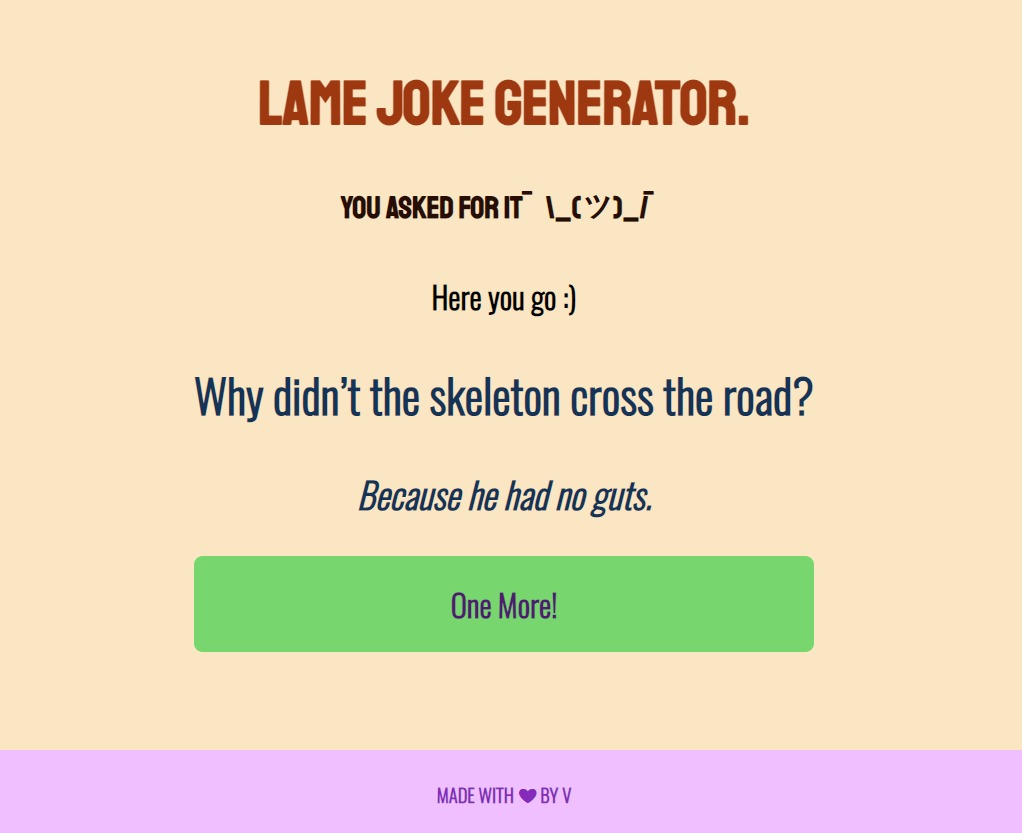 LAME JOKE GENERATOR.
YOU ASKED FOR IT¯ \_(ツ)_/¯
Here you go :)
Why didn’t the skeleton cross the road?
Because he had no guts.
One More!
MADE WITH ❤ BY V